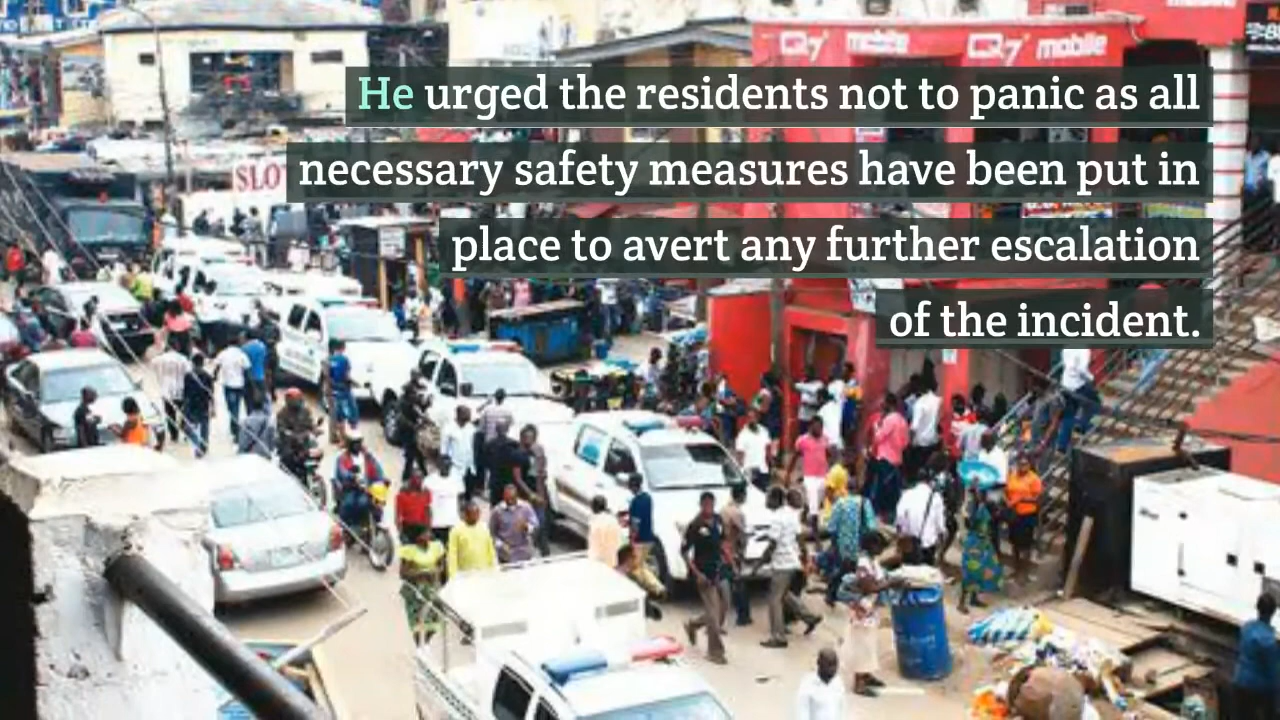 Q7 mobile Q7 mobile
He urged the residents not to panic as all
necessary safety measures have been put in
place to avert any further escalation
of the incident.
SLO